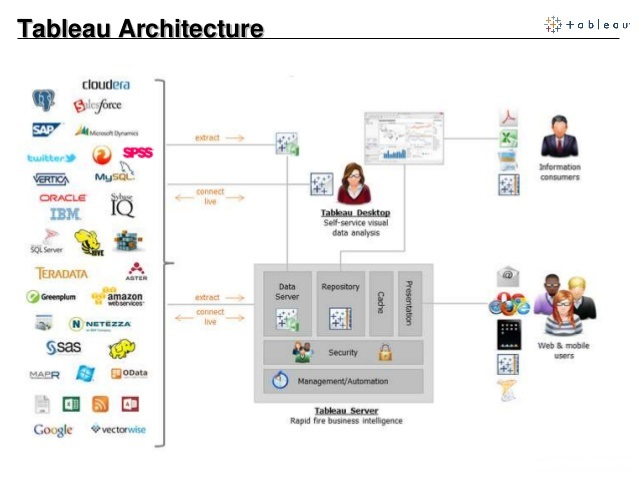 Tableau Architecture
+ableau
cloudera
salesforce
SAP
Microsoft Dynamics
twitter
SPSS
VERTICA
MySQL
ORACLE
Sybase
IQ
IBM
SQL Server
HIVE
TERADATA
ASTER
Greenplum
amazon
webservices
NETEZZA
sas
MAPR
OData
Google
vectorwise
extract
connect
live
extract
connect
live
Tableau Desktop
Self-service visual
data analysis
Information
consumers
Data
Server
Repository
Cache
Presentation
Security
Management/Automation
Tableau Server
Rapid fire business intelligence
@
Web & mobile
users